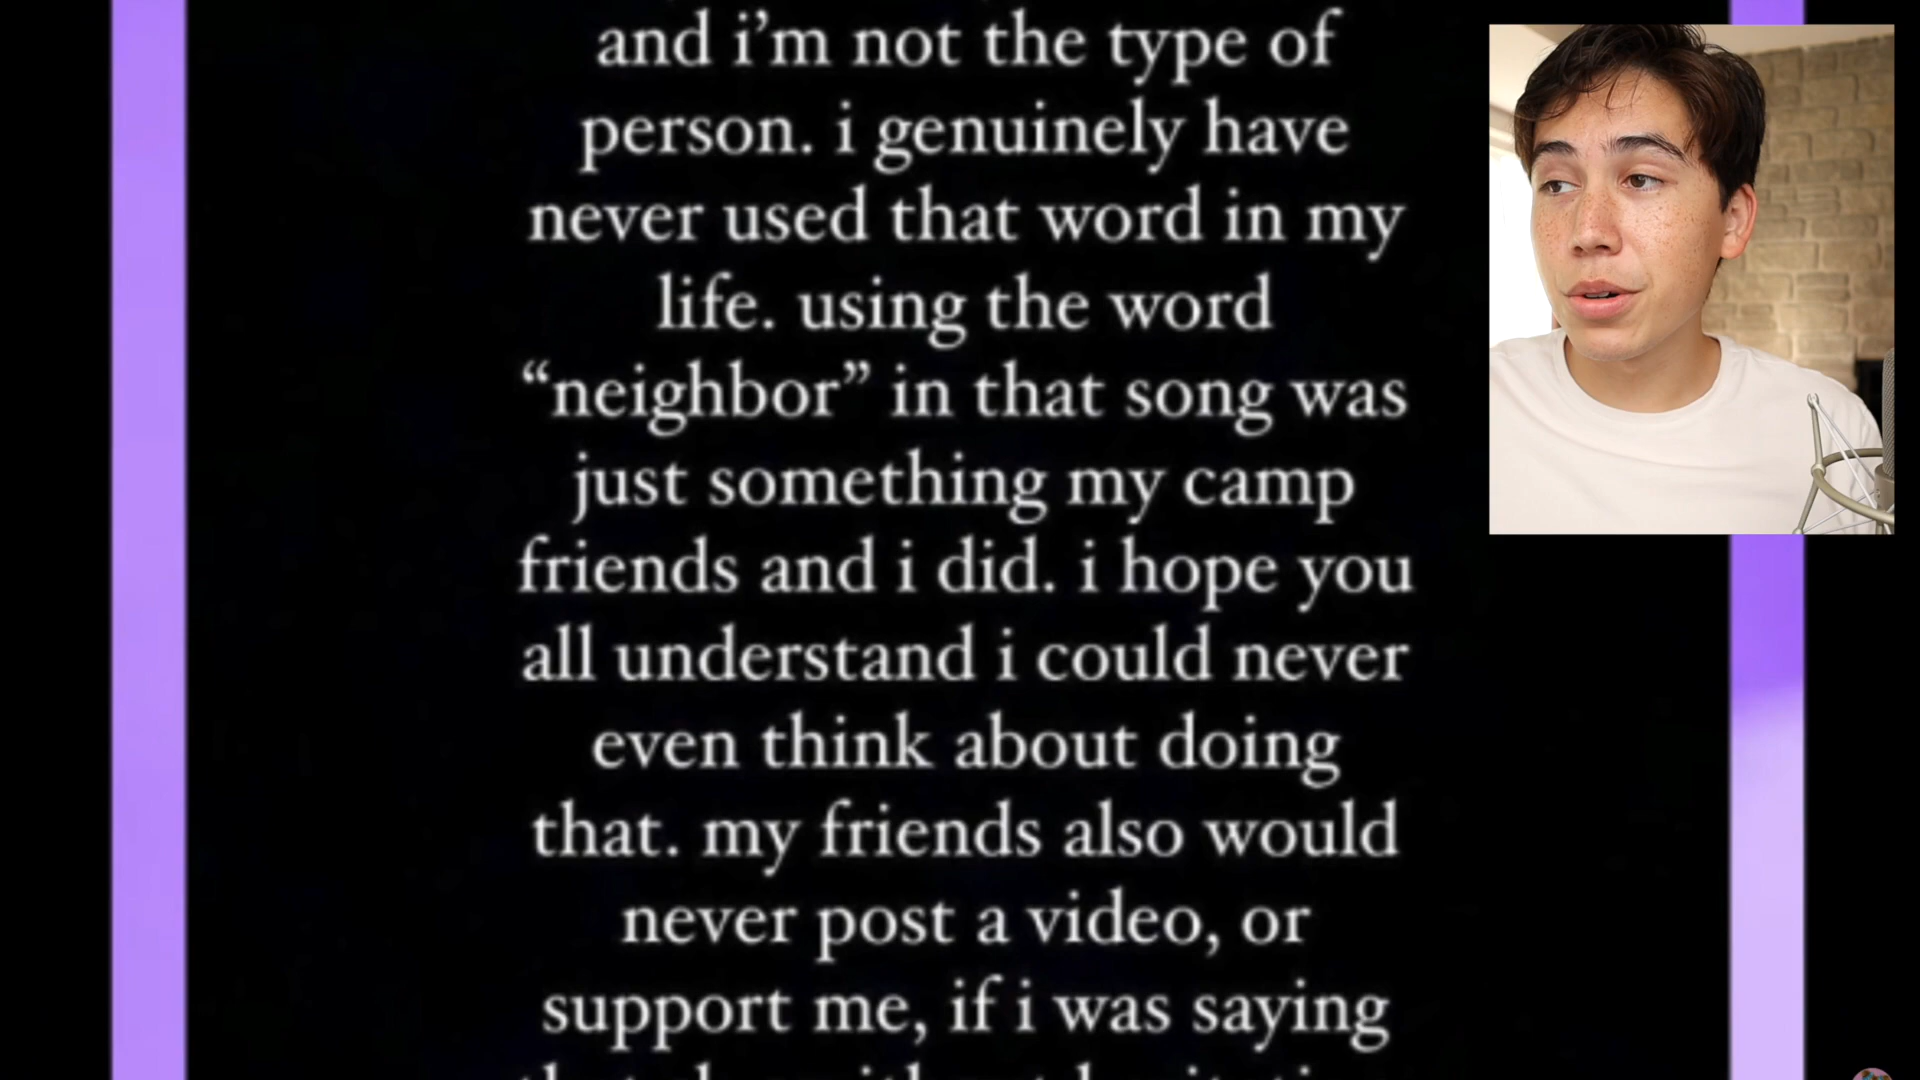 and i’m not the type of
person. i genuinely have
never used that word in my
life. using the word
“neighbor” in that song was
just something my camp
friends and i did. i hope you
all understand i could never
even think about doing
that. my friends also would
never post a video, or
support me, if i was saying